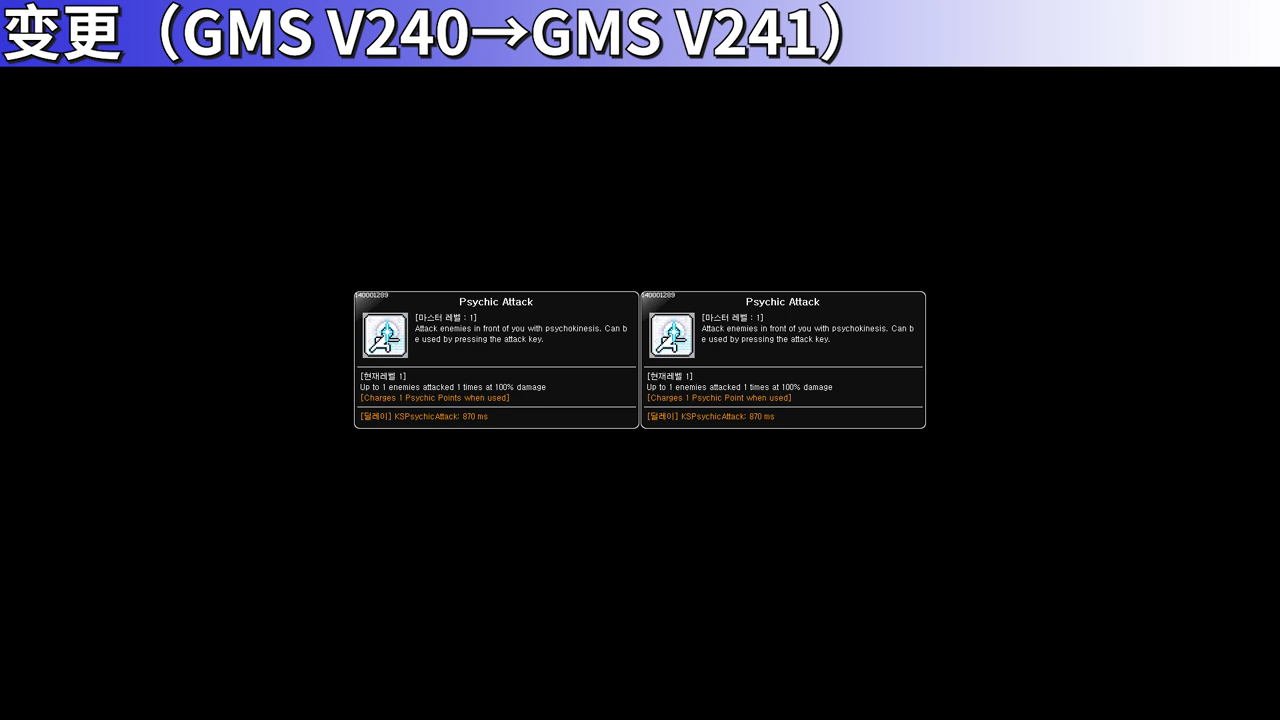 变更（GMS V240→GMS V241）
140001289
Psychic Attack
[마스터 레벨 : 1]
Attack enemies in front of you with psychokinesis. Can b
e used by pressing the attack key.
[현재레벨 1]
Up to 1 enemies attacked 1 times at 100% damage
[Charges 1 Psychic Points when used]
[딜레이] KSPsychicAttack: 870 ms
140001289
Psychic Attack
[마스터 레벨 : 1]
Attack enemies in front of you with psychokinesis. Can b
e used by pressing the attack key.
[현재레벨 1]
Up to 1 enemies attacked 1 times at 100% damage
[Charges 1 Psychic Point when used]
[딜레이] KSPsychicAttack: 870 ms